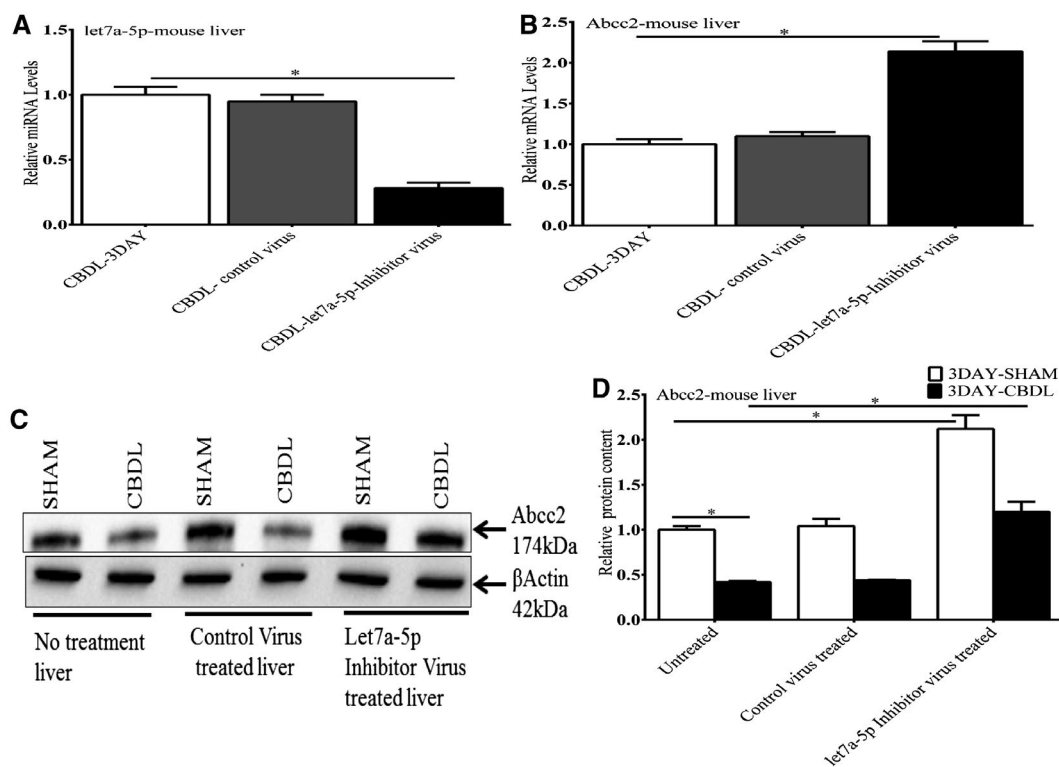 A
let7a-5p-mouse liver
*
Relative miRNA Levels
1.5
1.0
0.5
0.0
CBDL-3DAY
CBDL- control virus
CBDL-let7a-5p-Inhibitor virus
B
Abcc2-mouse liver
*
Relative mRNA Levels
2.5
2.0
1.5
1.0
0.5
0.0
CBDL-3DAY
CBDL- control virus
CBDL-let7a-5p-Inhibitor virus
C
SHAM
CBDL
SHAM
CBDL
SHAM
CBDL
Abcc2
174kDa
βActin
42kDa
No treatment
liver
Control Virus
treated liver
Let7a-5p
Inhibitor Virus
treated liver
D
3DAY-SHAM
3DAY-CBDL
Abcc2-mouse liver
*
*
*
Relative protein content
2.5
2.0
1.5
1.0
0.5
0.0
Untreated
Control virus treated
let7a-5p Inhibitor virus treated